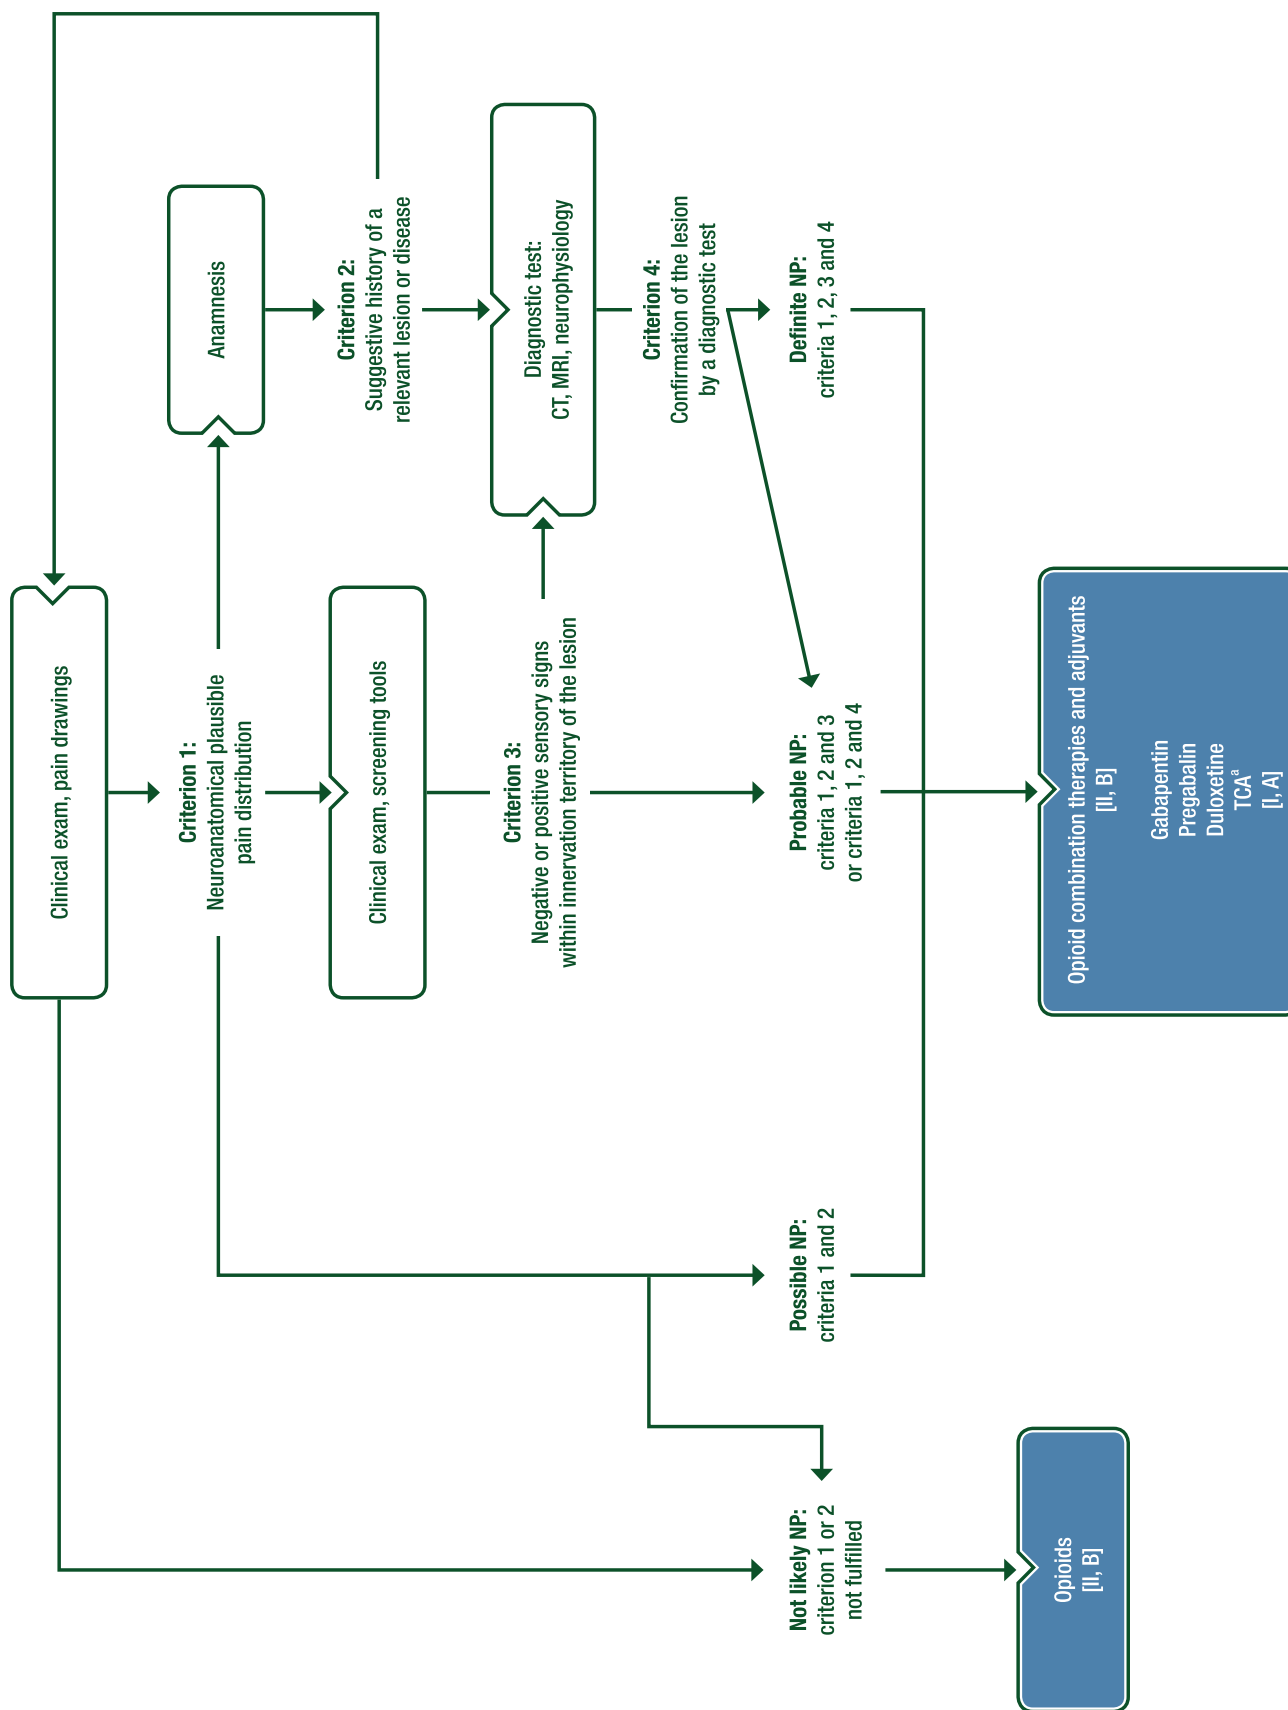 Clinical exam, pain drawings
Criterion 1:
Neuroanatomical plausible
pain distribution
Anamnesis
Criterion 2:
Suggestive history of a
relevant lesion or disease
Clinical exam, screening tools
Criterion 3:
Negative or positive sensory signs
within innervation territory of the lesion
Diagnostic test:
CT, MRI, neurophysiology
Criterion 4:
Confirmation of the lesion
by a diagnostic test
Not likely NP:
criterion 1 or 2
not fulfilled
Possible NP:
criteria 1 and 2
Probable NP:
criteria 1, 2 and 3
or criteria 1, 2 and 4
Definite NP:
criteria 1, 2, 3 and 4
Opioids
[II, B]
Opioid combination therapies and adjuvants
[II, B]
Gabapentin
Pregabalin
Duloxetine
TCAᵃ
[I, A]